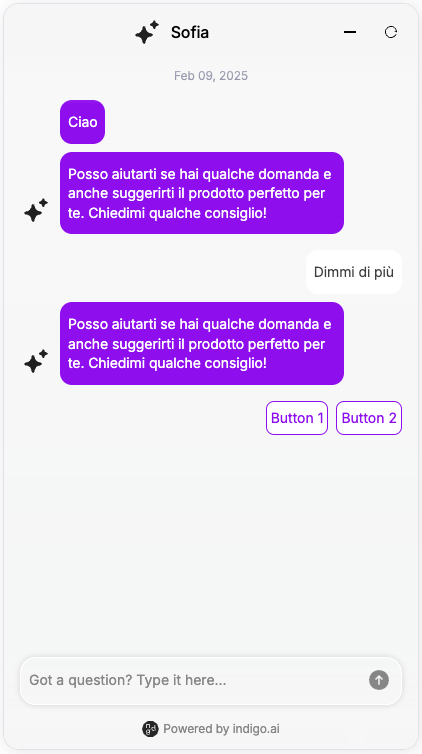 Sofia
Feb 09, 2025
Ciao
Posso aiutarti se hai qualche domanda e
anche suggerirti il prodotto perfetto per
te. Chiedimi qualche consiglio!
Dimmi di più
Posso aiutarti se hai qualche domanda e
anche suggerirti il prodotto perfetto per
te. Chiedimi qualche consiglio!
Button 1 Button 2
Got a question? Type it here...
Powered by indigo.ai